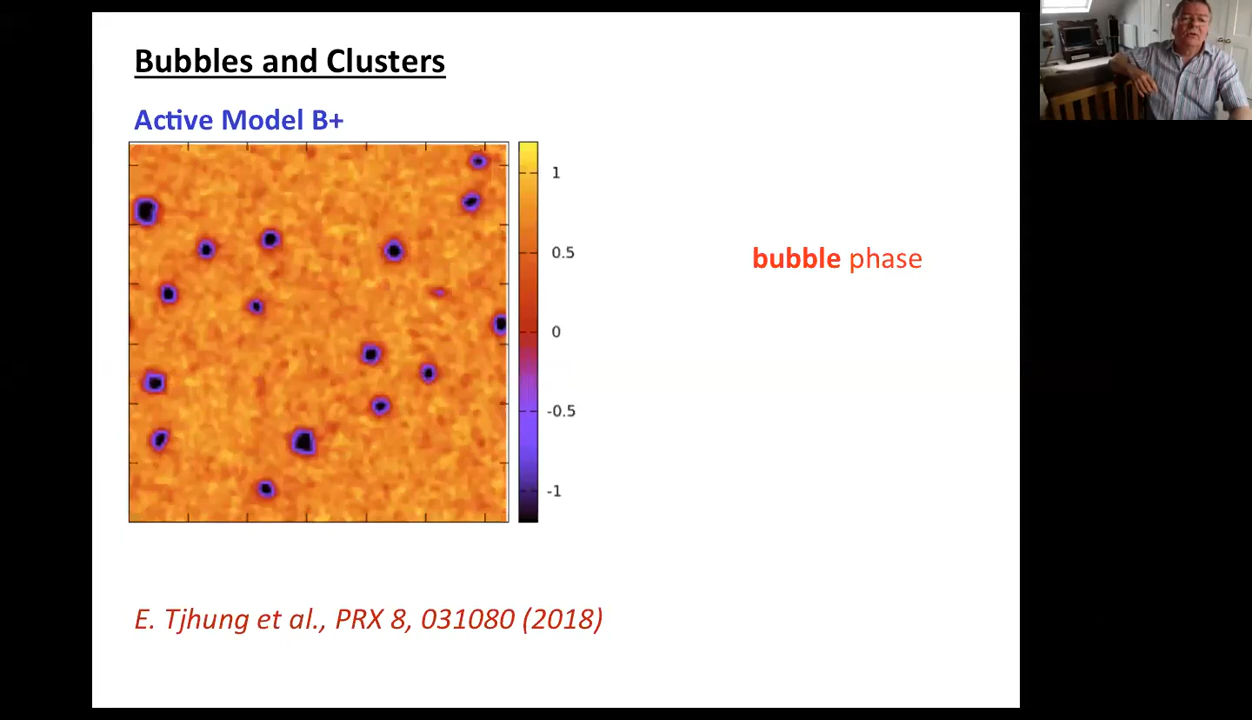 Bubbles and Clusters
Active Model B+
1
0.5
0
-0.5
-1
bubble phase
E. Tjhung et al., PRX 8, 031080 (2018)